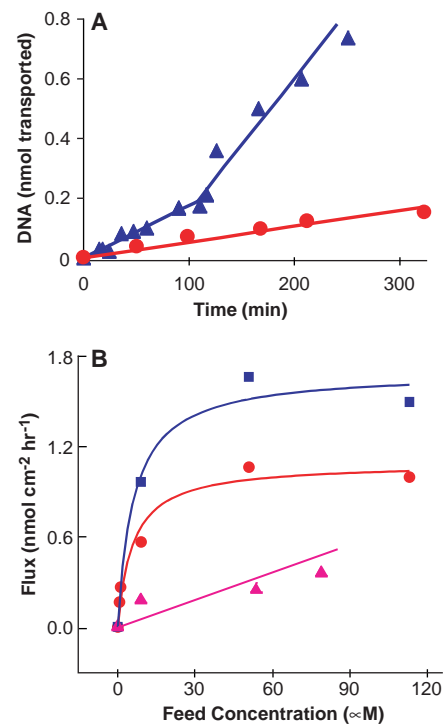 A
DNA (nmol transported)
0.8
0.6
0.4
0.2
0
0 100 200 300
Time (min)
B
Flux (nmol cm⁻² hr⁻¹)
1.8
1.2
0.6
0.0
0 30 60 90 120
Feed Concentration (∝M)